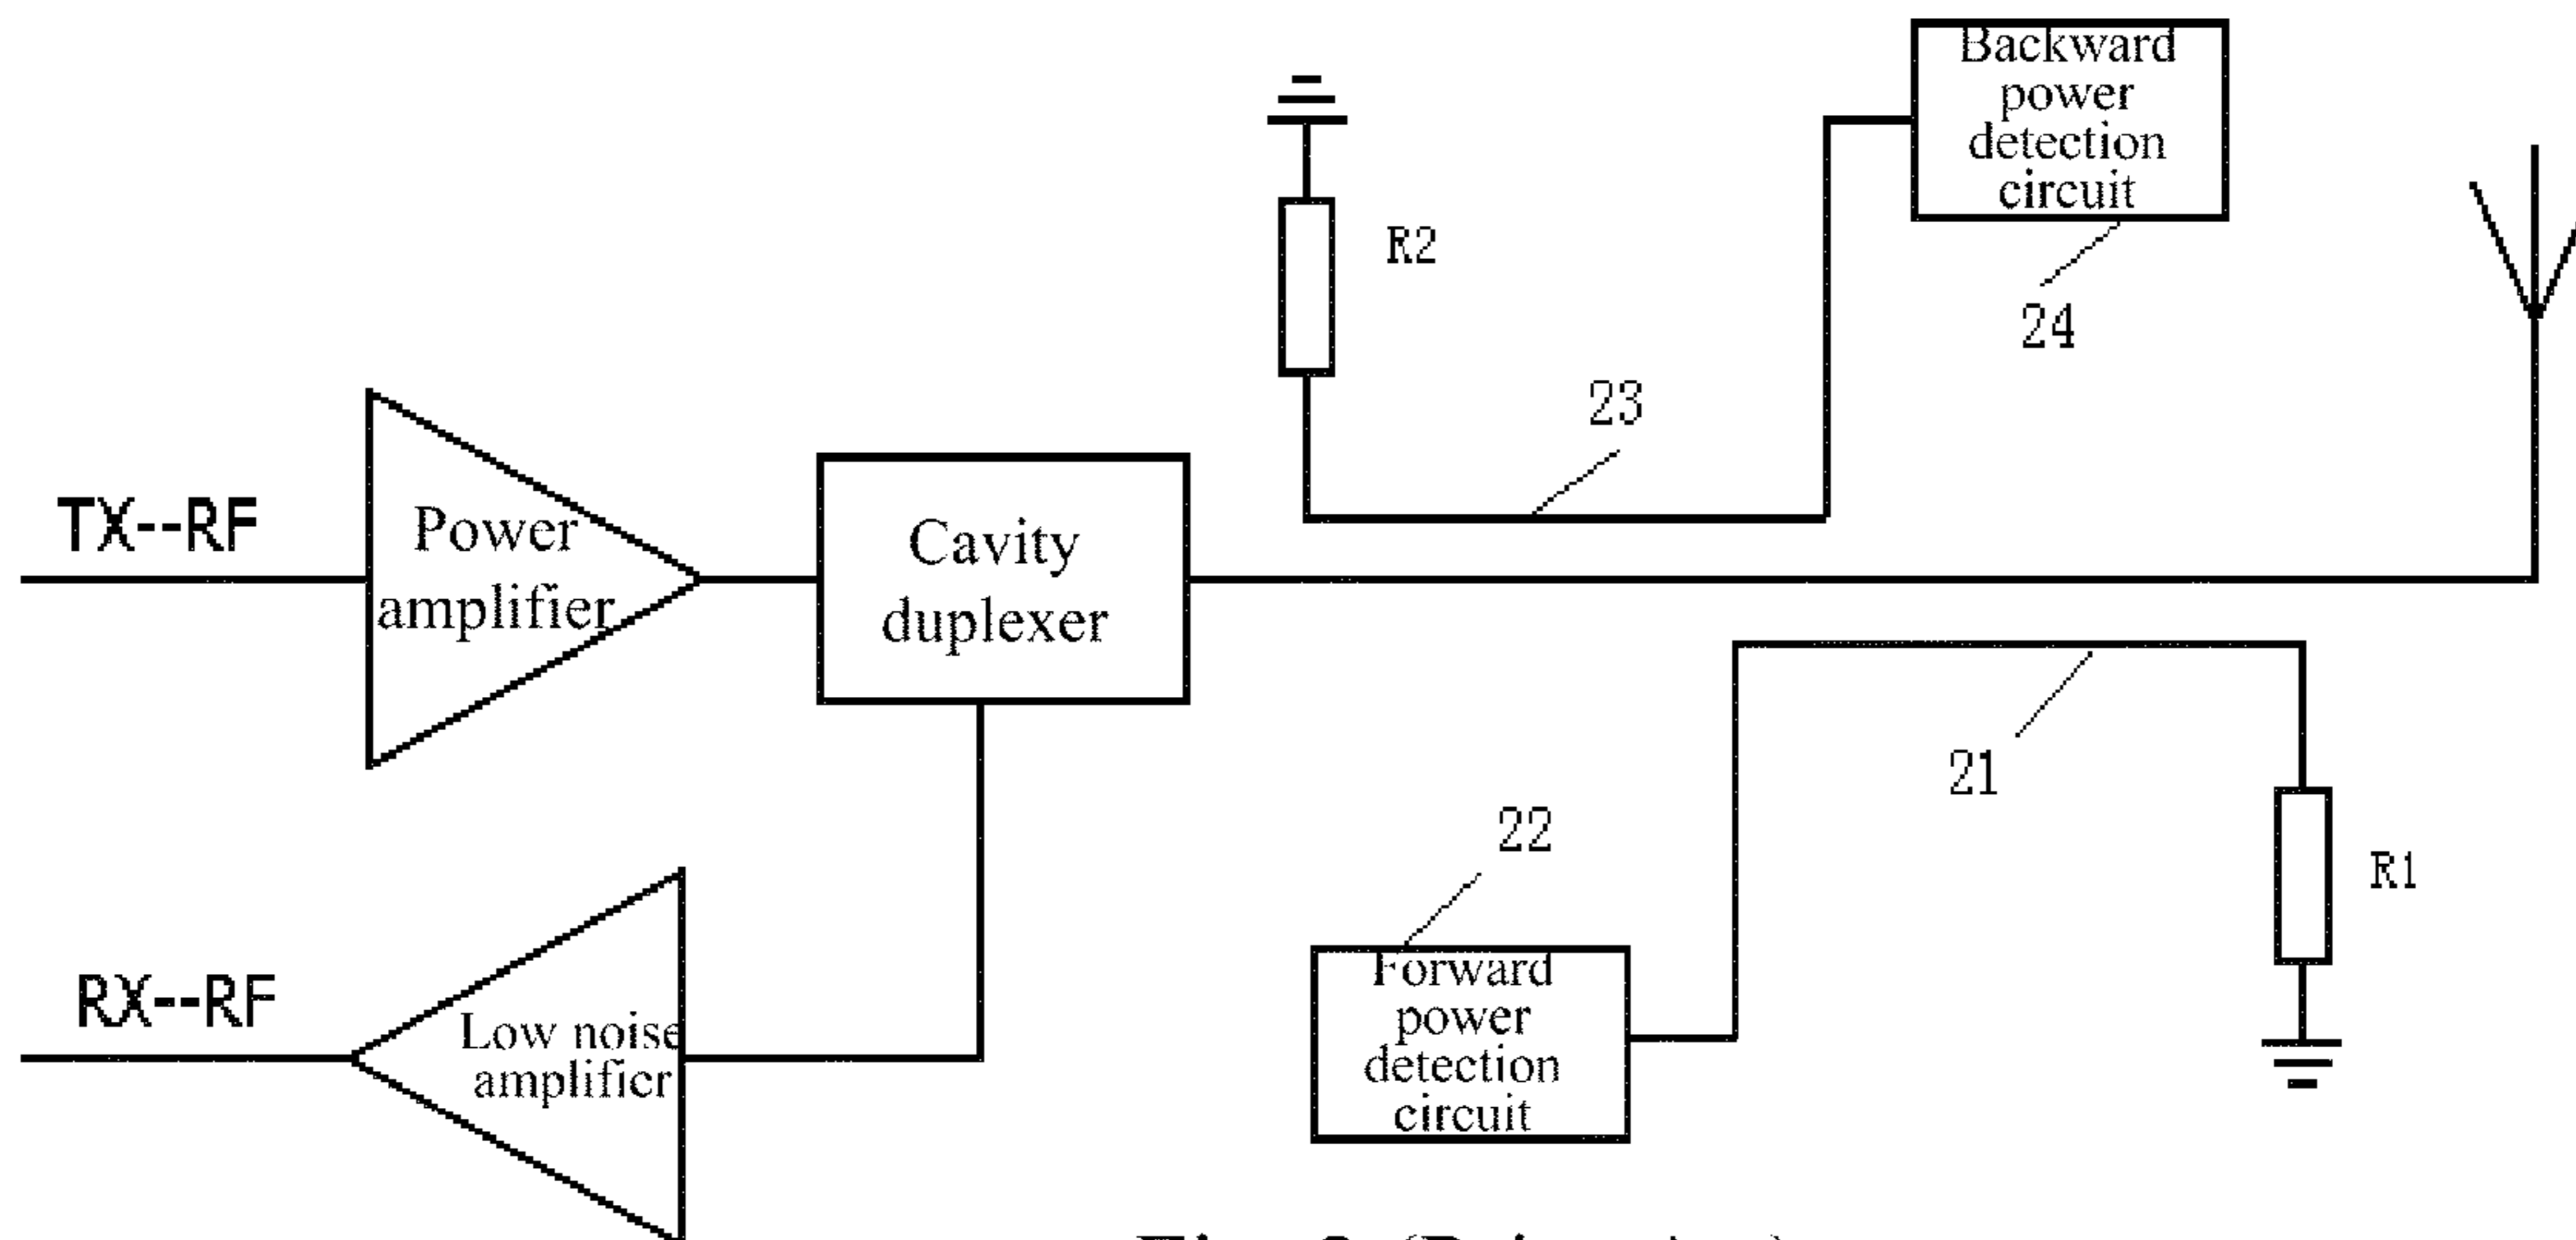 Backward
power
detection
circuit
R2
24
23
TX--RF
Power
amplifier
Cavity
duplexer
21
22
R1
Forward
power
detection
circuit
RX--RF
Low noise
amplifier